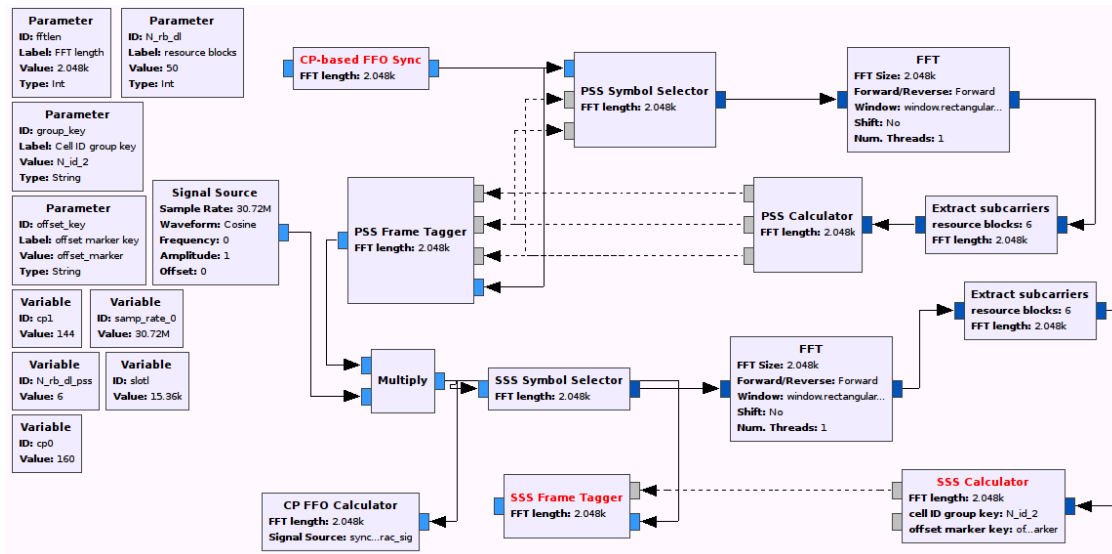 Parameter
ID: fftlen
Label: FFT length
Value: 2.048k
Type: Int
Parameter
ID: N_rb_dl
Label: resource blocks
Value: 50
Type: Int
Parameter
ID: group_key
Label: Cell ID group key
Value: N_id_2
Type: String
Parameter
ID: offset_key
Label: offset marker key
Value: offset_marker
Type: String
Variable
ID: cp1
Value: 144
Variable
ID: samp_rate_0
Value: 30.72M
Variable
ID: N_rb_dl_pss
Value: 6
Variable
ID: slotl
Value: 15.36k
Variable
ID: cp0
Value: 160
Signal Source
Sample Rate: 30.72M
Waveform: Cosine
Frequency: 0
Amplitude: 1
Offset: 0
CP-based FFO Sync
FFT length: 2.048k
PSS Symbol Selector
FFT length: 2.048k
FFT
FFT Size: 2.048k
Forward/Reverse: Forward
Window: window.rectangular...
Shift: No
Num. Threads: 1
PSS Frame Tagger
FFT length: 2.048k
PSS Calculator
FFT length: 2.048k
Extract subcarriers
resource blocks: 6
FFT length: 2.048k
Extract subcarriers
resource blocks: 6
FFT length: 2.048k
Multiply
SSS Symbol Selector
FFT length: 2.048k
FFT
FFT Size: 2.048k
Forward/Reverse: Forward
Window: window.rectangular...
Shift: No
Num. Threads: 1
CP FFO Calculator
FFT length: 2.048k
Signal Source: sync...rac_sig
SSS Frame Tagger
FFT length: 2.048k
SSS Calculator
FFT length: 2.048k
cell ID group key: N_id_2
offset marker key: of...arker